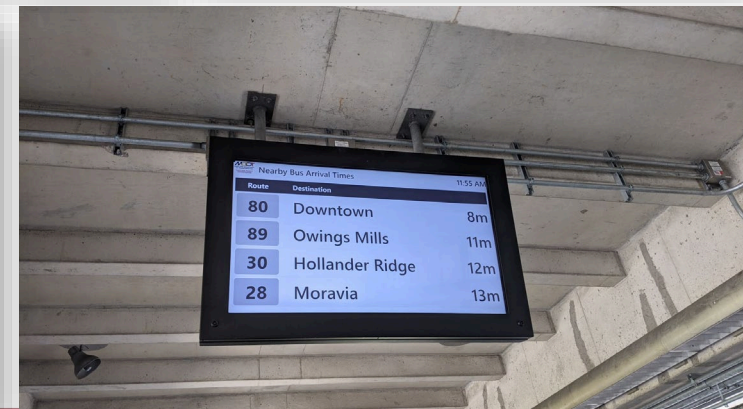 Nearby Bus Arrival Times 11:55 AM
Route Destination
80 Downtown 8m
89 Owings Mills 11m
30 Hollander Ridge 12m
28 Moravia 13m